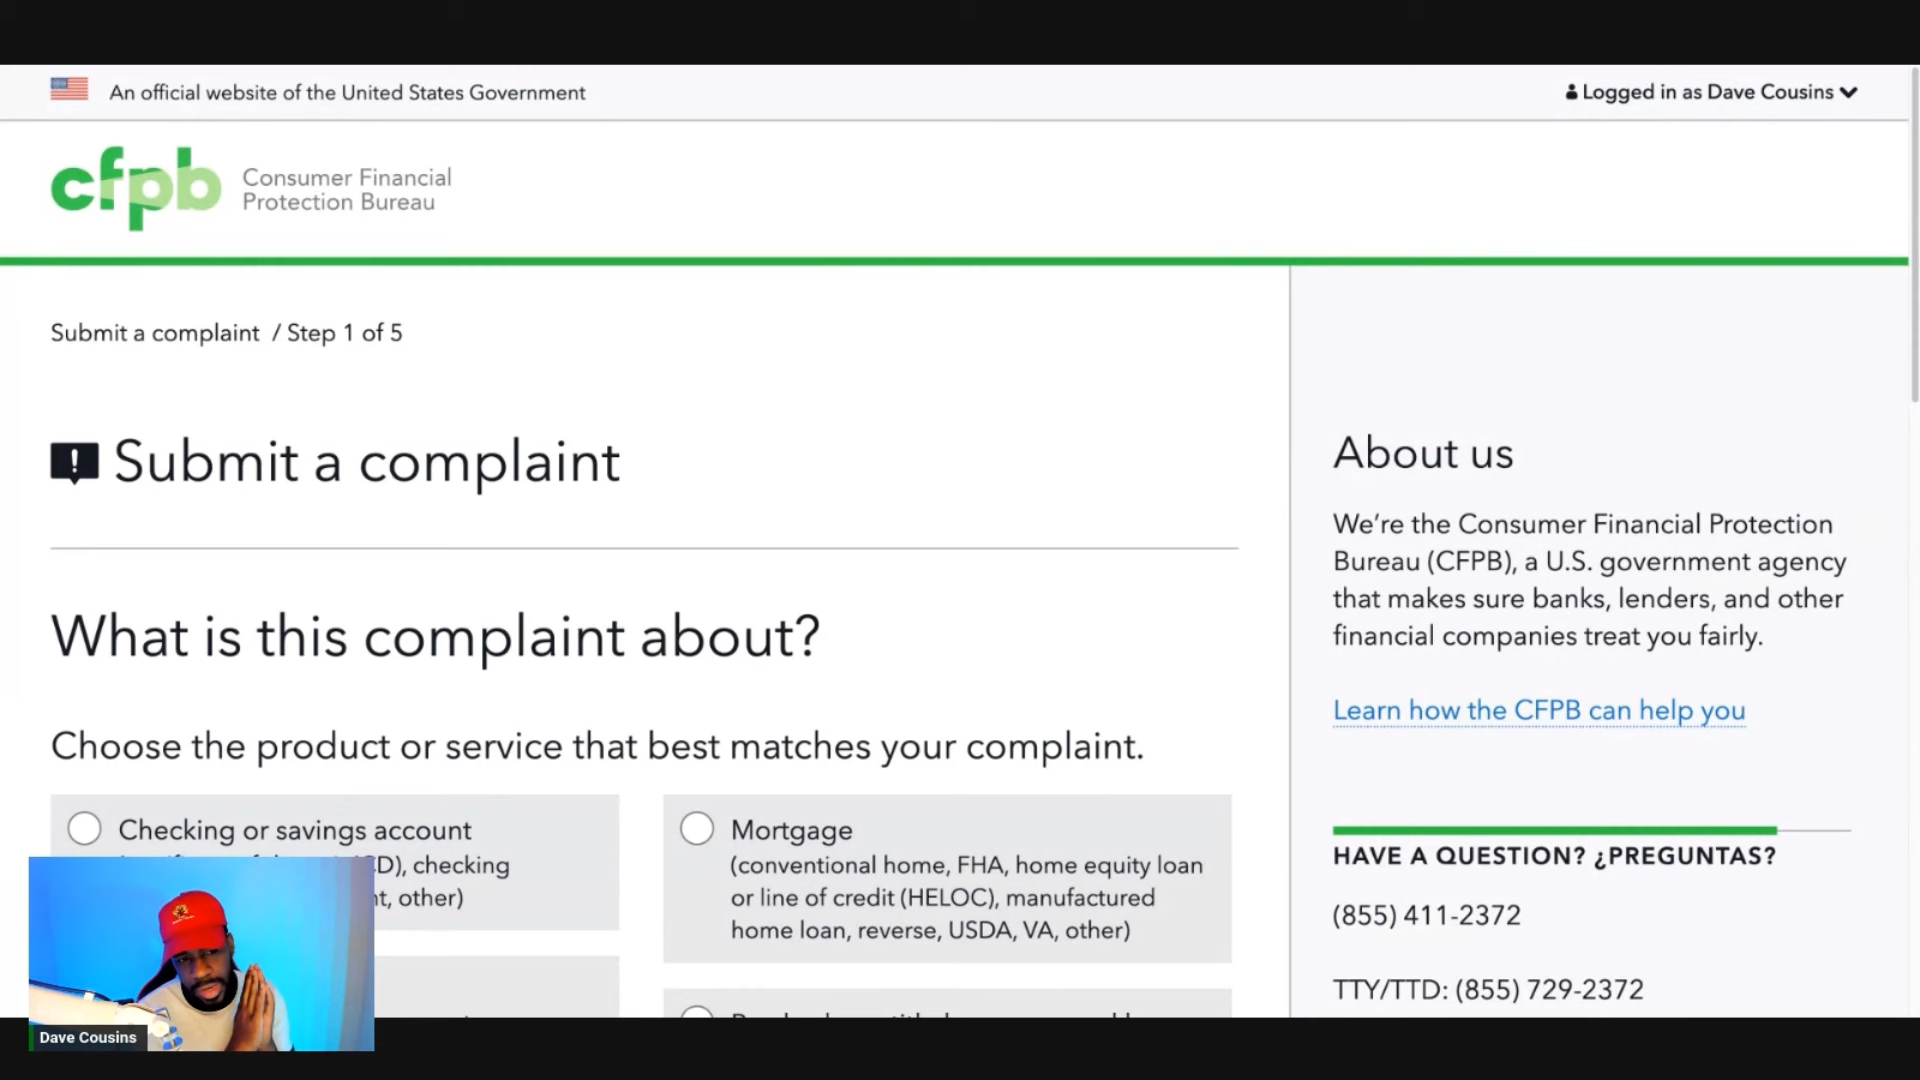 An official website of the United States Government
Logged in as Dave Cousins
cfpb
Consumer Financial
Protection Bureau
Submit a complaint / Step 1 of 5
Submit a complaint
What is this complaint about?
Choose the product or service that best matches your complaint.
Checking or savings account
CD), checking
other)
Mortgage
(conventional home, FHA, home equity loan
or line of credit (HELOC), manufactured
home loan, reverse, USDA, VA, other)
About us
We're the Consumer Financial Protection
Bureau (CFPB), a U.S. government agency
that makes sure banks, lenders, and other
financial companies treat you fairly.
Learn how the CFPB can help you
HAVE A QUESTION? ¿PREGUNTAS?
(855) 411-2372
TTY/TTD: (855) 729-2372
Dave Cousins